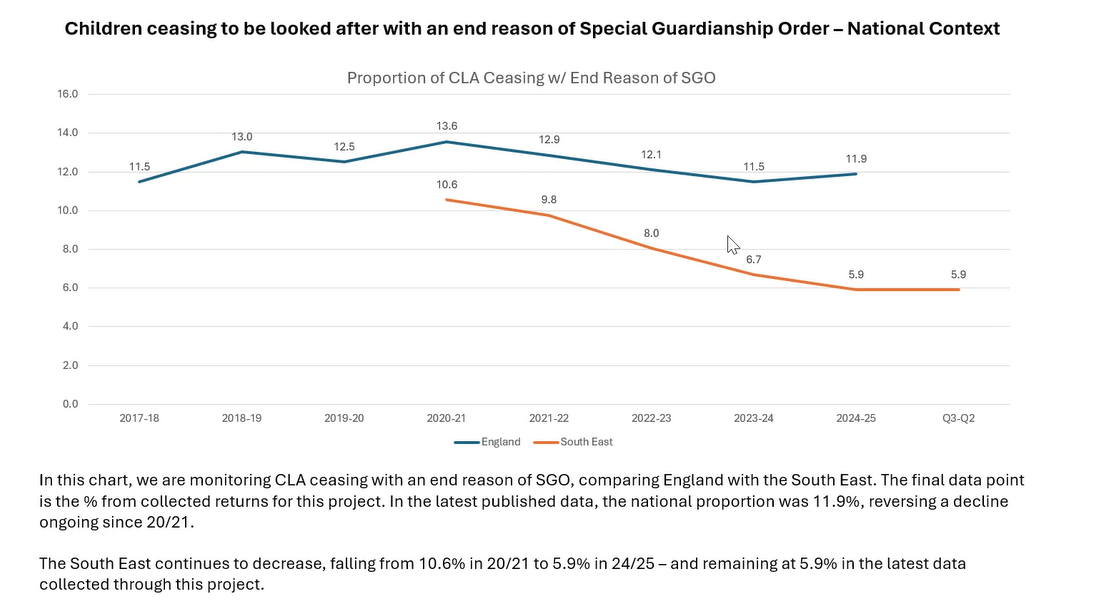 Children ceasing to be looked after with an end reason of Special Guardianship Order – National Context
Proportion of CLA Ceasing w/ End Reason of SGO
16.0
14.0
12.0
10.0
8.0
6.0
4.0
2.0
0.0
11.5
13.0
12.5
13.6
12.9
12.1
11.5
11.9
10.6
9.8
8.0
6.7
5.9
5.9
2017-18 2018-19 2019-20 2020-21 2021-22 2022-23 2023-24 2024-25 Q3-Q2
England South East
In this chart, we are monitoring CLA ceasing with an end reason of SGO, comparing England with the South East. The final data point
is the % from collected returns for this project. In the latest published data, the national proportion was 11.9%, reversing a decline
ongoing since 20/21.
The South East continues to decrease, falling from 10.6% in 20/21 to 5.9% in 24/25 – and remaining at 5.9% in the latest data
collected through this project.